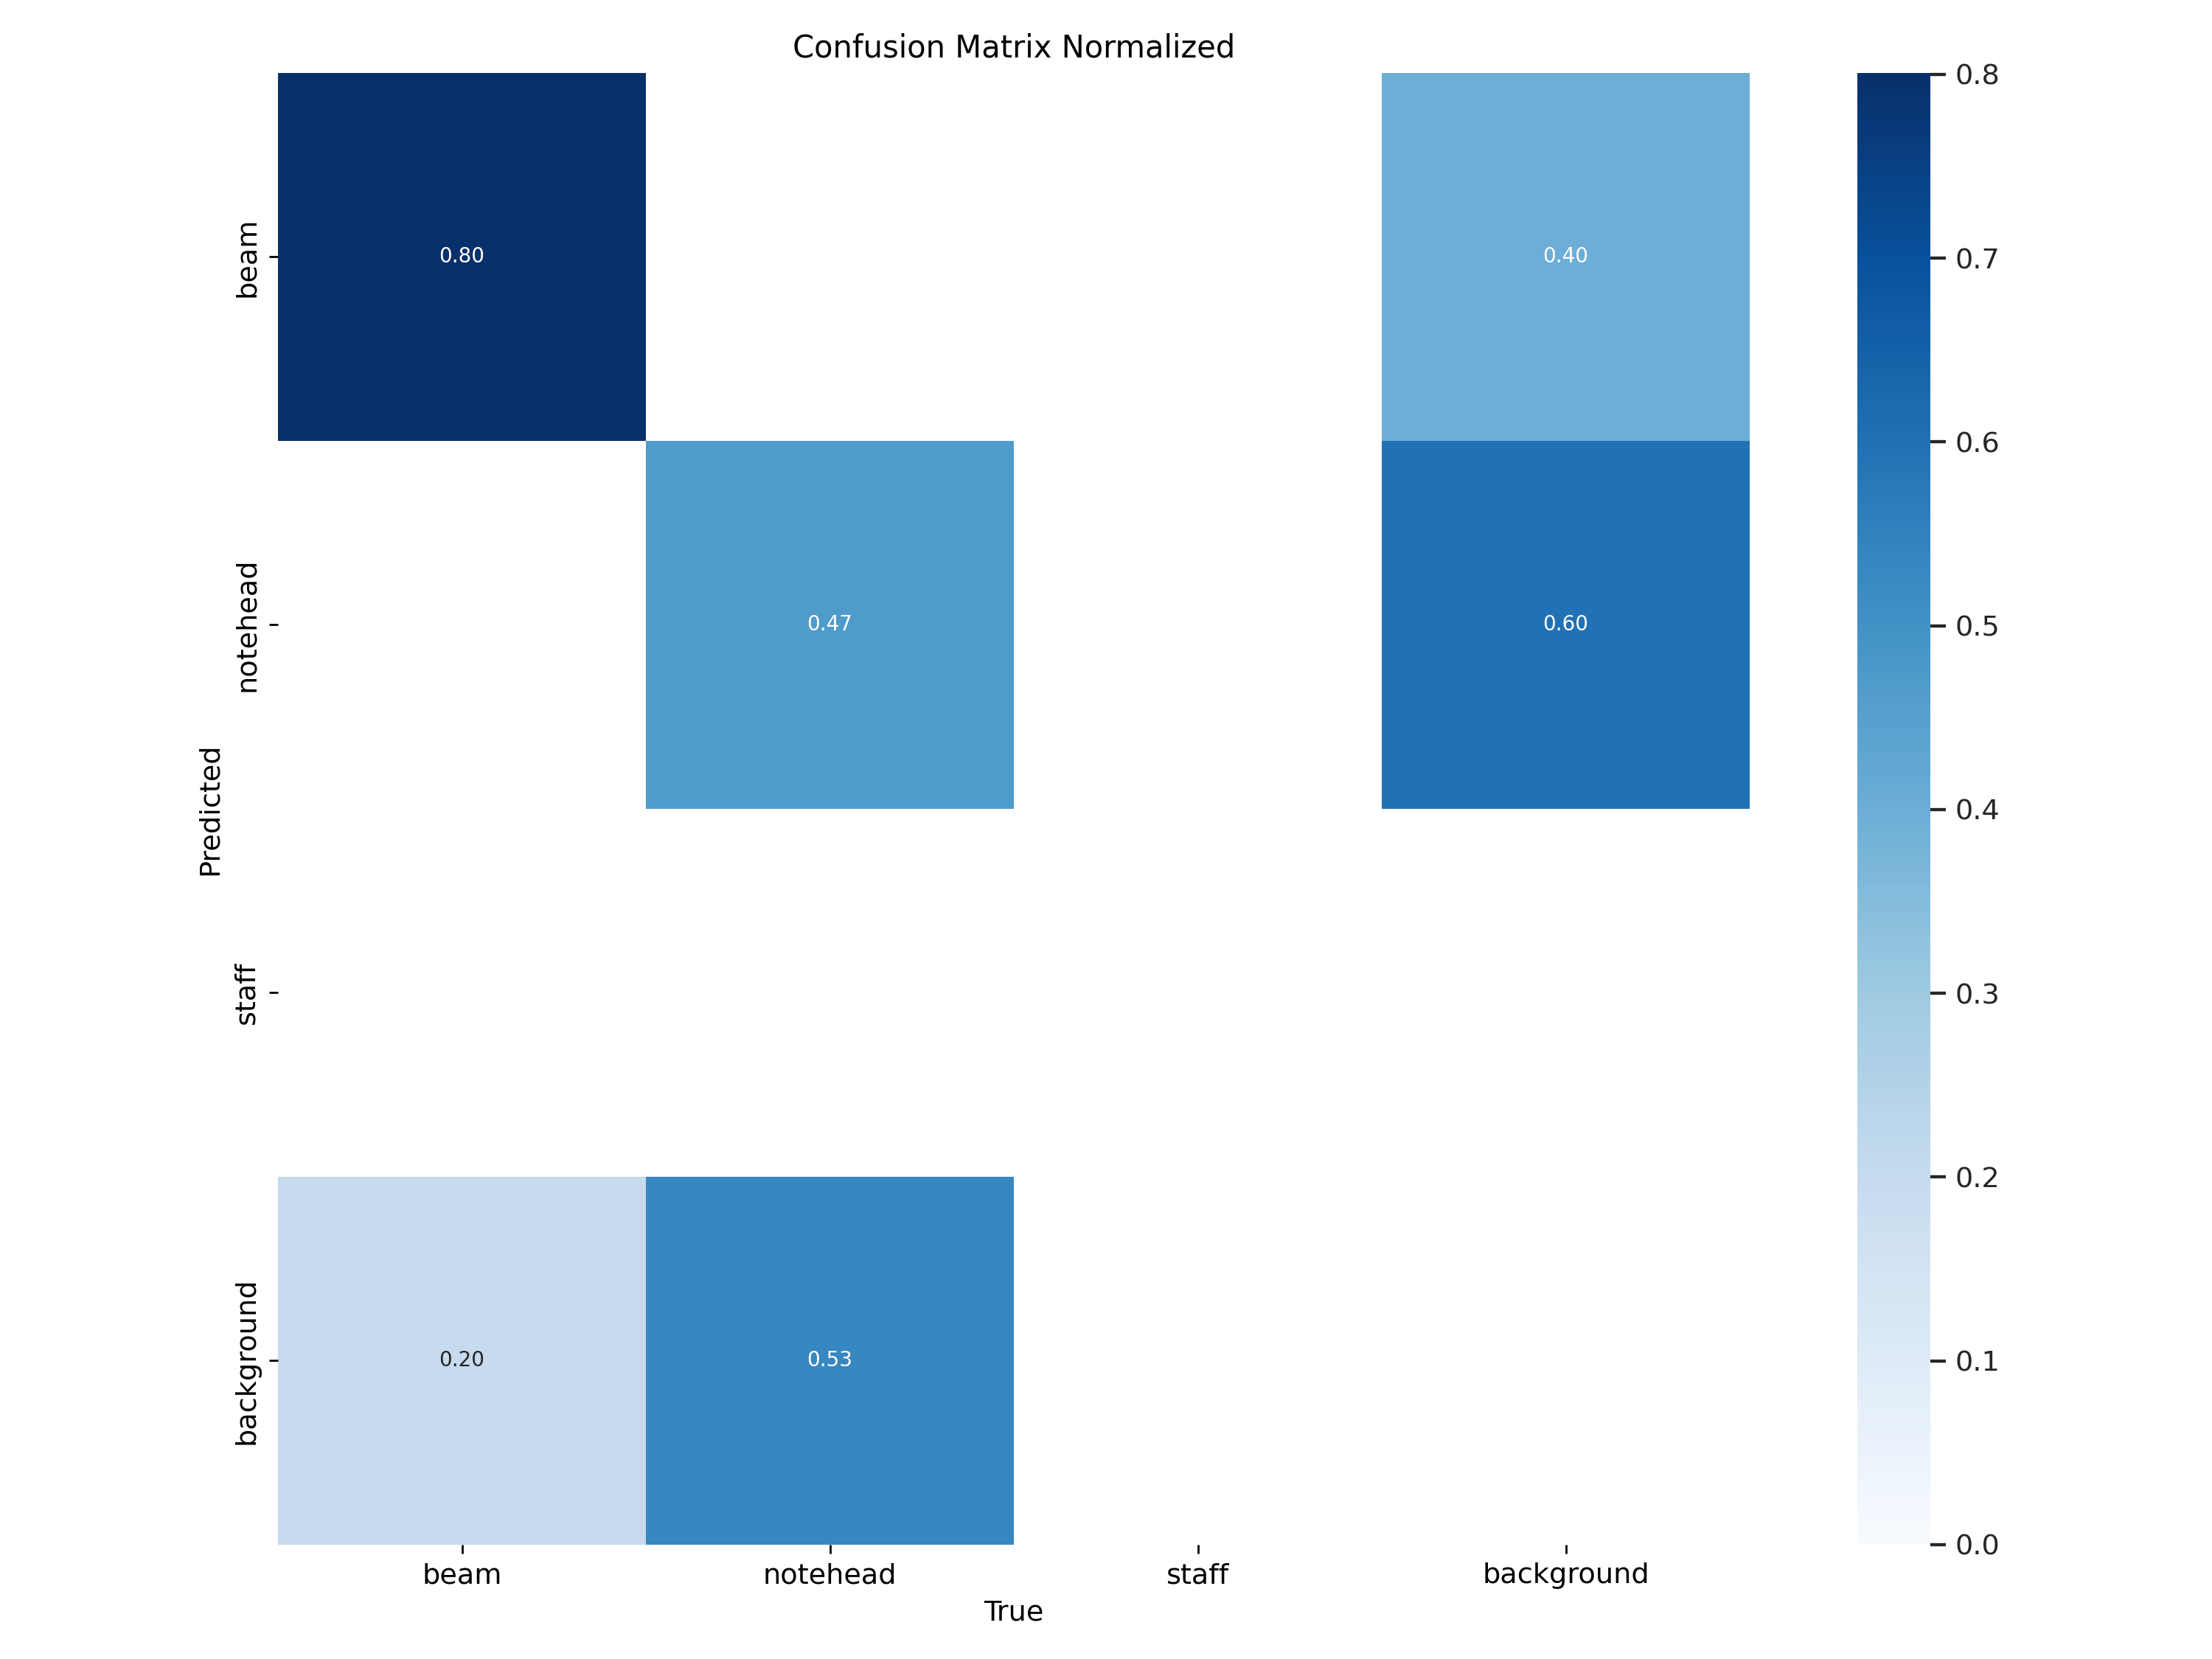 Confusion Matrix Normalized
0.8
0.7
0.6
0.5
0.4
0.3
0.2
0.1
0.0
Predicted
beam
notehead
staff
background
0.80
0.40
0.47
0.60
0.20
0.53
beam
notehead
staff
background
True